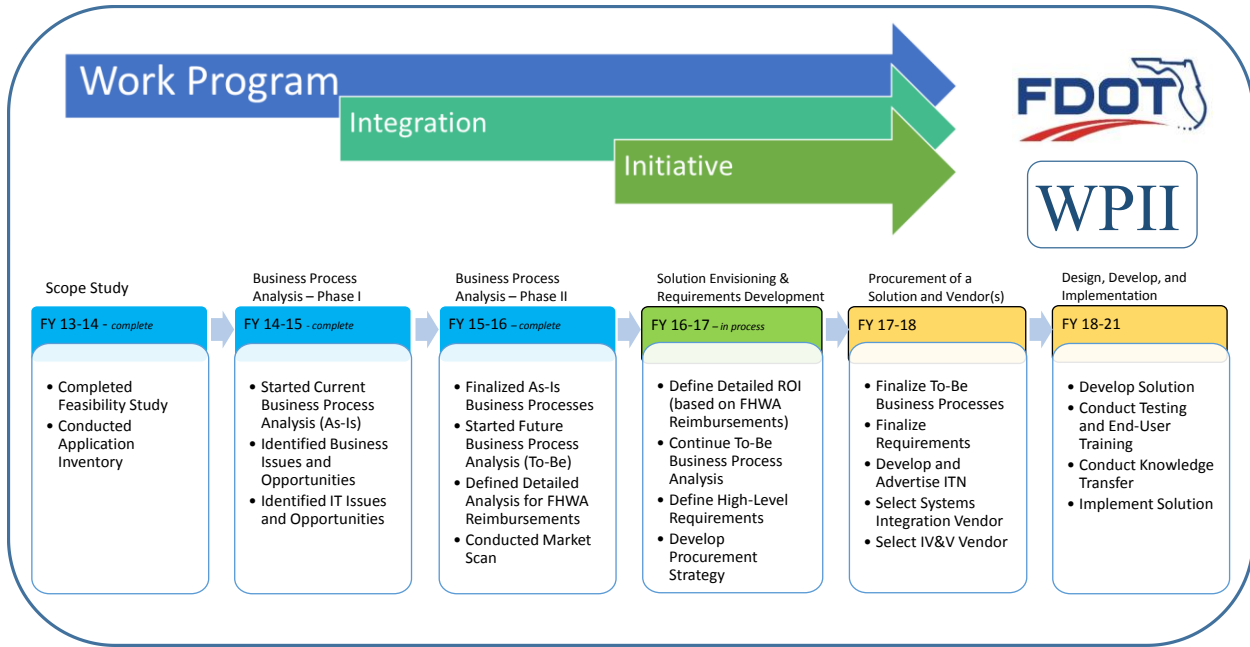 Work Program
Integration
Initiative
FDOT
WPII
Scope Study
FY 13-14 - complete
• Completed
Feasibility Study
• Conducted
Application
Inventory
Business Process
Analysis – Phase I
FY 14-15 - complete
• Started Current
Business Process
Analysis (As-Is)
• Identified Business
Issues and
Opportunities
• Identified IT Issues
and Opportunities
Business Process
Analysis – Phase II
FY 15-16 – complete
• Finalized As-Is
Business Processes
• Started Future
Business Process
Analysis (To-Be)
• Defined Detailed
Analysis for FHWA
Reimbursements
• Conducted Market
Scan
Solution Envisioning &
Requirements Development
FY 16-17 – in process
• Define Detailed ROI
(based on FHWA
Reimbursements)
• Continue To-Be
Business Process
Analysis
• Define High-Level
Requirements
• Develop
Procurement
Strategy
Procurement of a
Solution and Vendor(s)
FY 17-18
• Finalize To-Be
Business Processes
• Finalize
Requirements
• Develop and
Advertise ITN
• Select Systems
Integration Vendor
• Select IV&V Vendor
Design, Develop, and
Implementation
FY 18-21
• Develop Solution
• Conduct Testing
and End-User
Training
• Conduct Knowledge
Transfer
• Implement Solution